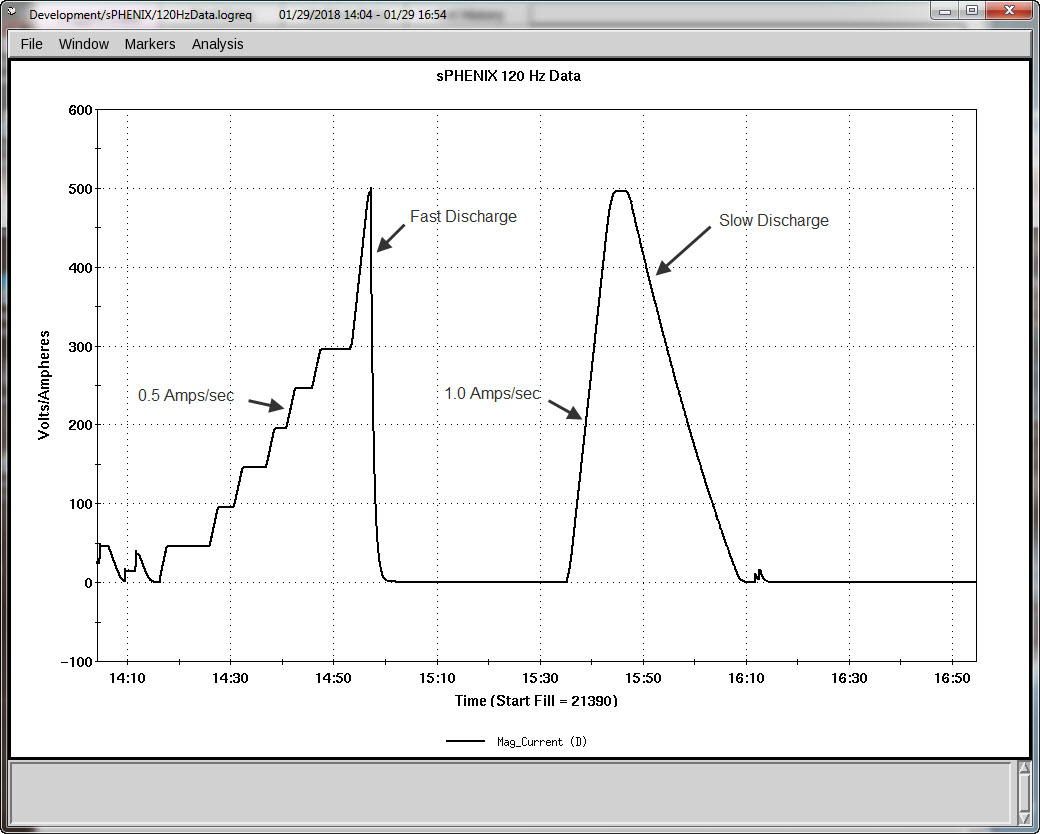 Development/sPHENIX/120HzData.logreq 01/29/2018 14:04 - 01/29 16:54
File Window Markers Analysis
sPHENIX 120 Hz Data
600
500
400
300
200
100
0
-100
Volts/Ampheres
Fast Discharge
Slow Discharge
0.5 Amps/sec
1.0 Amps/sec
14:10 14:30 14:50 15:10 15:30 15:50 16:10 16:30 16:50
Time (Start Fill = 21390)
Mag_Current (D)